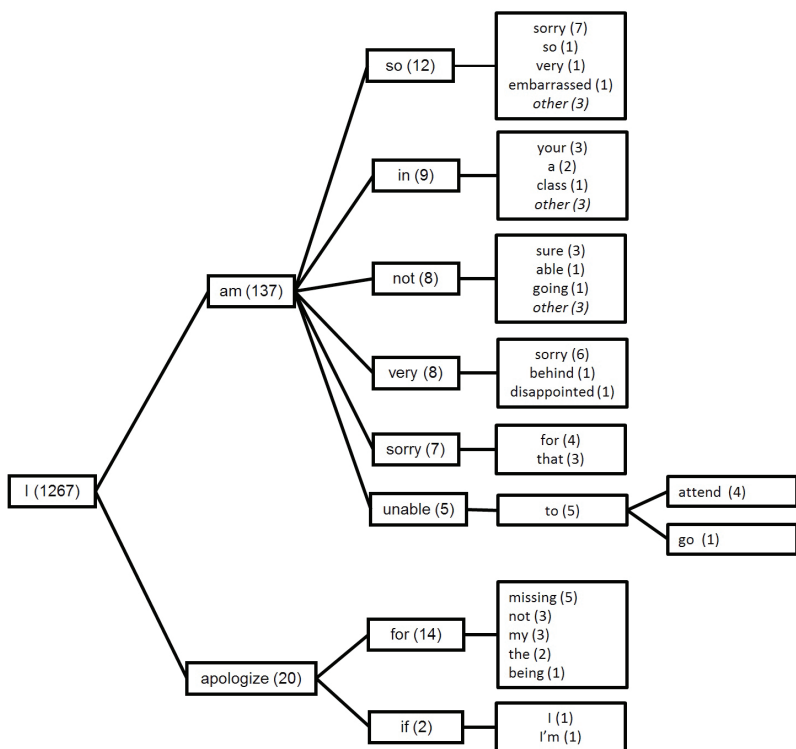 I (1267)
am (137)
so (12)
sorry (7)
so (1)
very (1)
embarrassed (1)
other (3)
in (9)
your (3)
a (2)
class (1)
other (3)
not (8)
sure (3)
able (1)
going (1)
other (3)
very (8)
sorry (6)
behind (1)
disappointed (1)
sorry (7)
for (4)
that (3)
unable (5)
to (5)
attend (4)
go (1)
apologize (20)
for (14)
missing (5)
not (3)
my (3)
the (2)
being (1)
if (2)
I (1)
I'm (1)